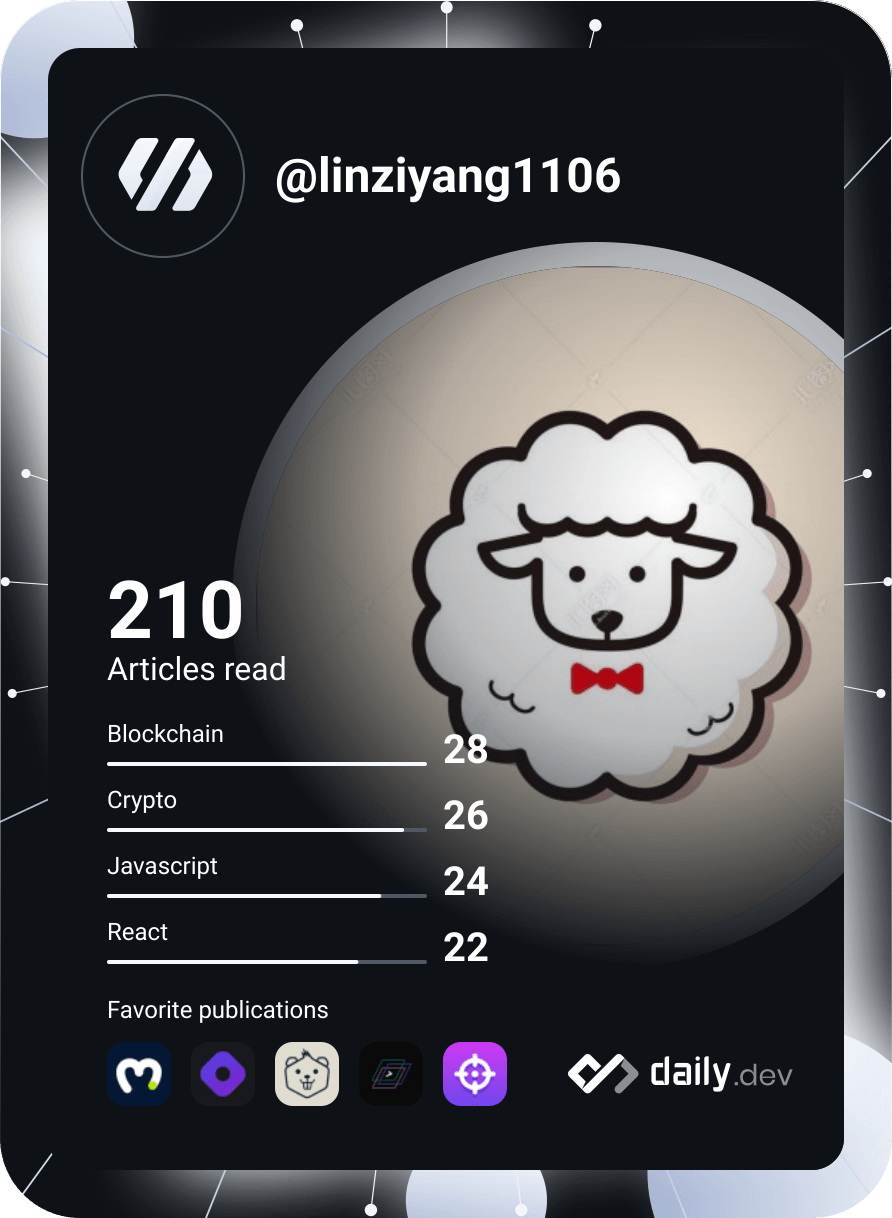 @linziyang1106
210
Articles read
Blockchain
28
Crypto
26
Javascript
24
React
22
Favorite publications
daily.dev